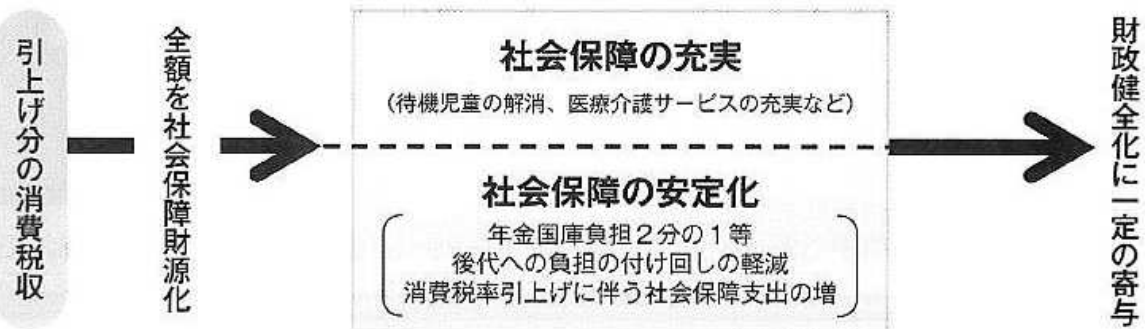 引上げ分の消費税収
全額を社会保障財源化
社会保障の充実
（待機児童の解消、医療介護サービスの充実など）
社会保障の安定化
年金国庫負担２分の１等
後代への負担の付け回しの軽減
消費税率引上げに伴う社会保障支出の増
財政健全化に一定の寄与